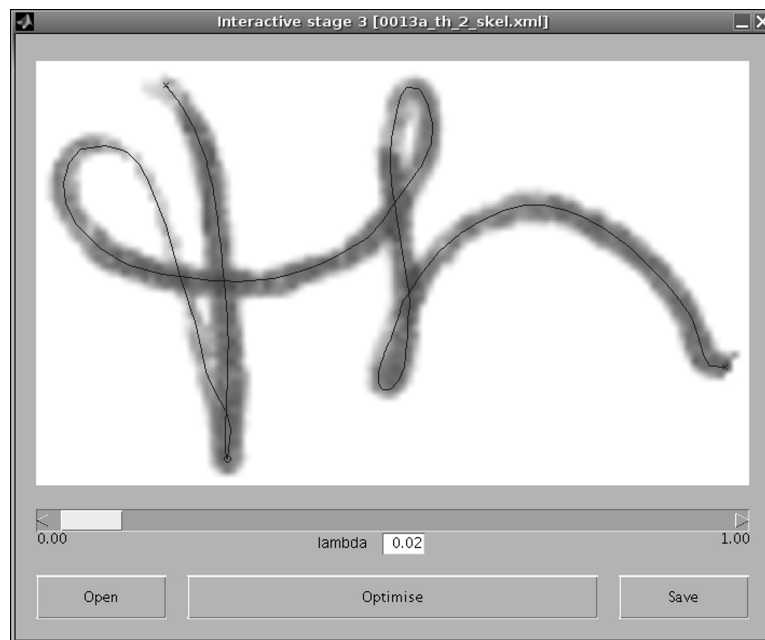 Interactive stage 3 [0013a_th_2_skel.xml]
th
0.00 1.00
lambda 0.02
Open Optimise Save